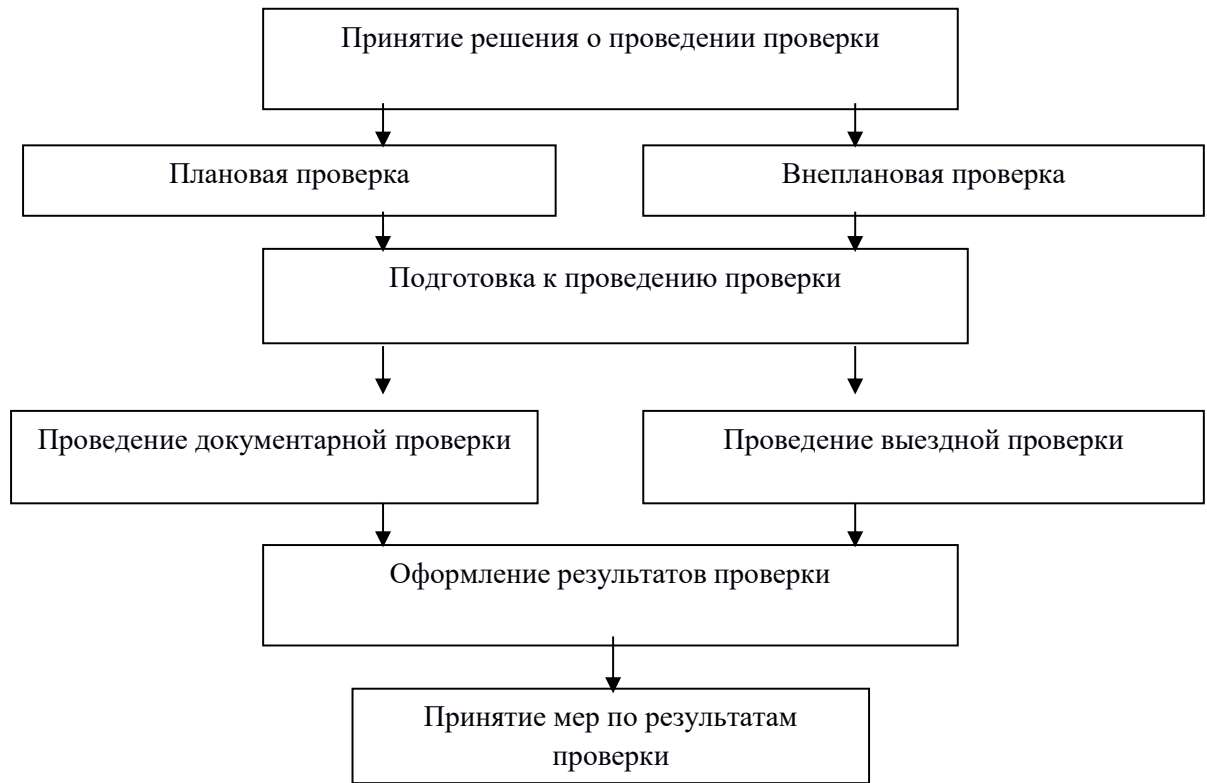 Принятие решения о проведении проверки
Плановая проверка
Внеплановая проверка
Подготовка к проведению проверки
Проведение документарной проверки
Проведение выездной проверки
Оформление результатов проверки
Принятие мер по результатам
проверки